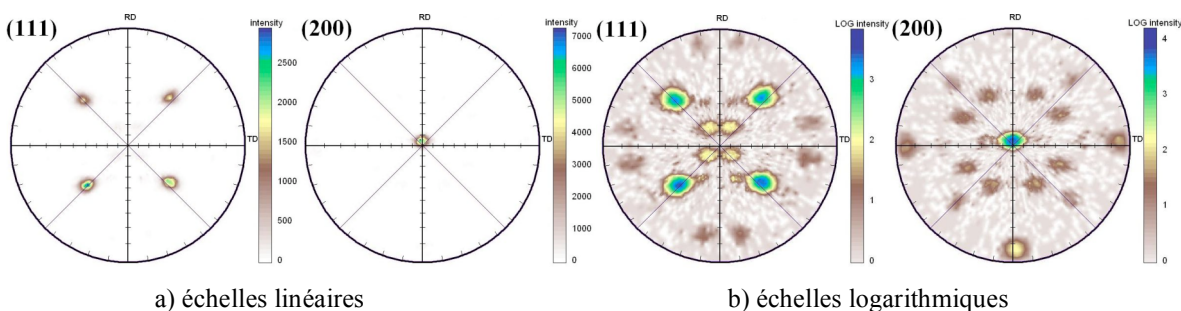 (111)
RD
TD
intensity
2500
2000
1500
1000
500
0
(200)
RD
TD
intensity
7000
6000
5000
4000
3000
2000
1000
0
(111)
RD
TD
LOG intensity
3
2
1
0
(200)
RD
TD
LOG intensity
4
3
2
1
0
a) échelles linéaires
b) échelles logarithmiques